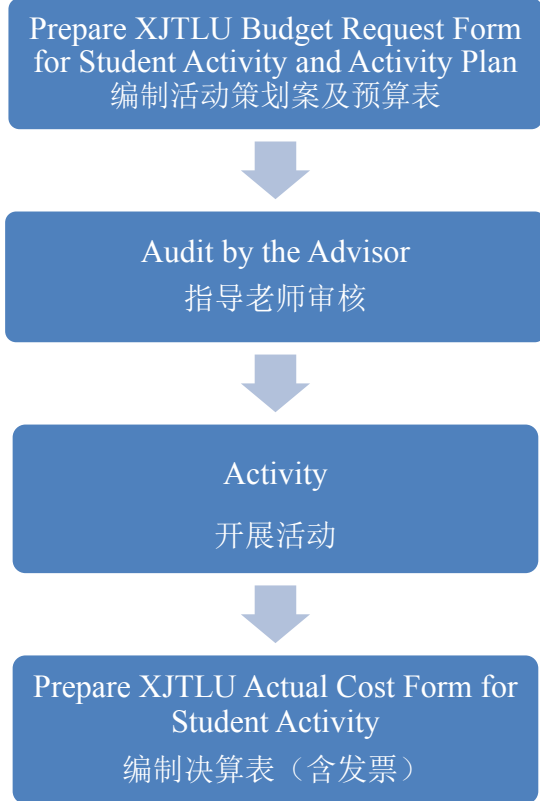 Prepare XJTLU Budget Request Form
for Student Activity and Activity Plan
编制活动策划案及预算表
Audit by the Advisor
指导老师审核
Activity
开展活动
Prepare XJTLU Actual Cost Form for
Student Activity
编制决算表（含发票）